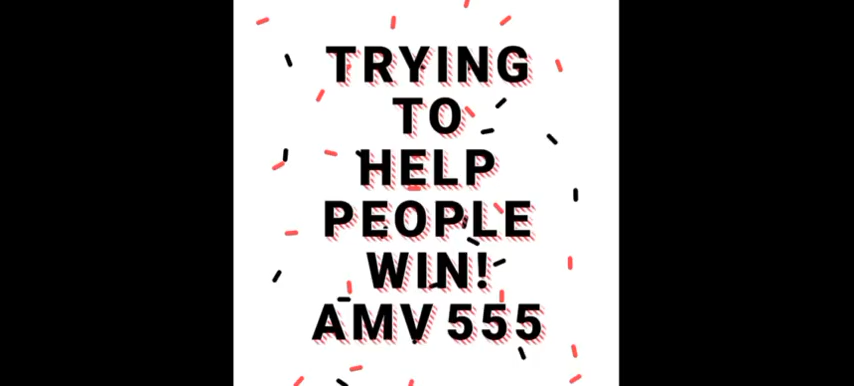 TRYING
TO
HELP
PEOPLE
WIN!
AMV 555